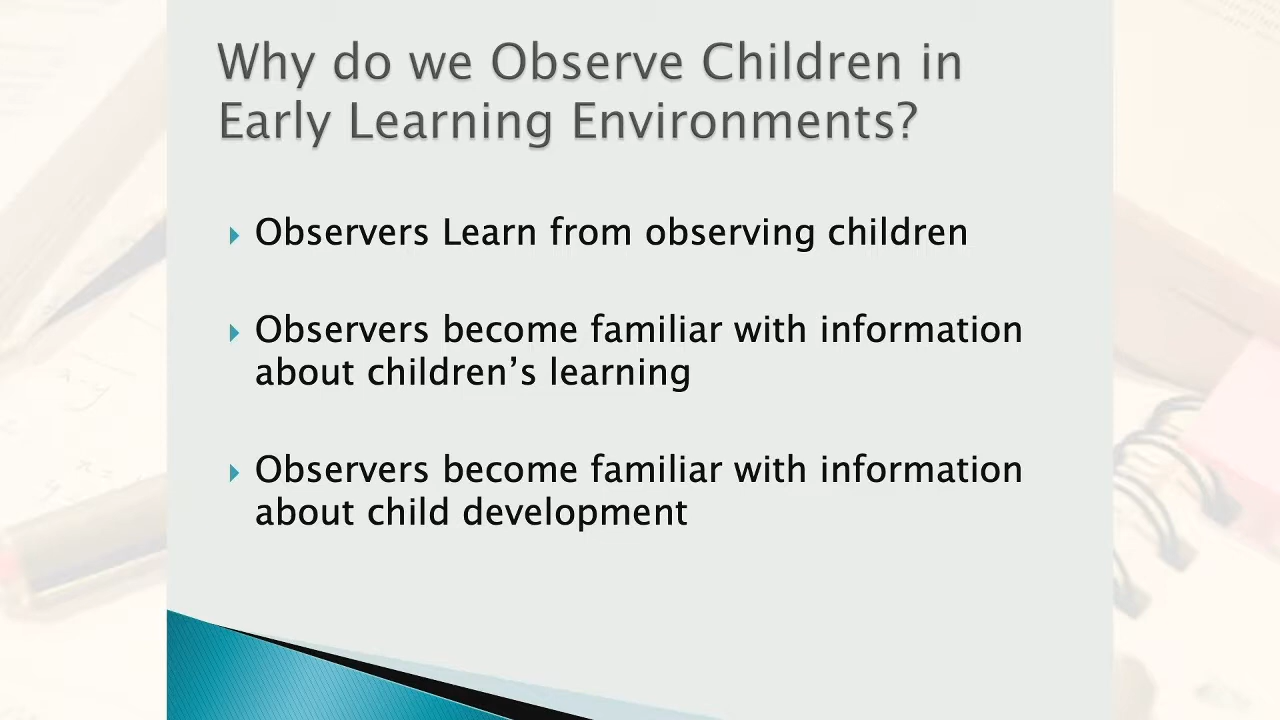 Why do we Observe Children in
Early Learning Environments?
Observers Learn from observing children
Observers become familiar with information
about children’s learning
Observers become familiar with information
about child development